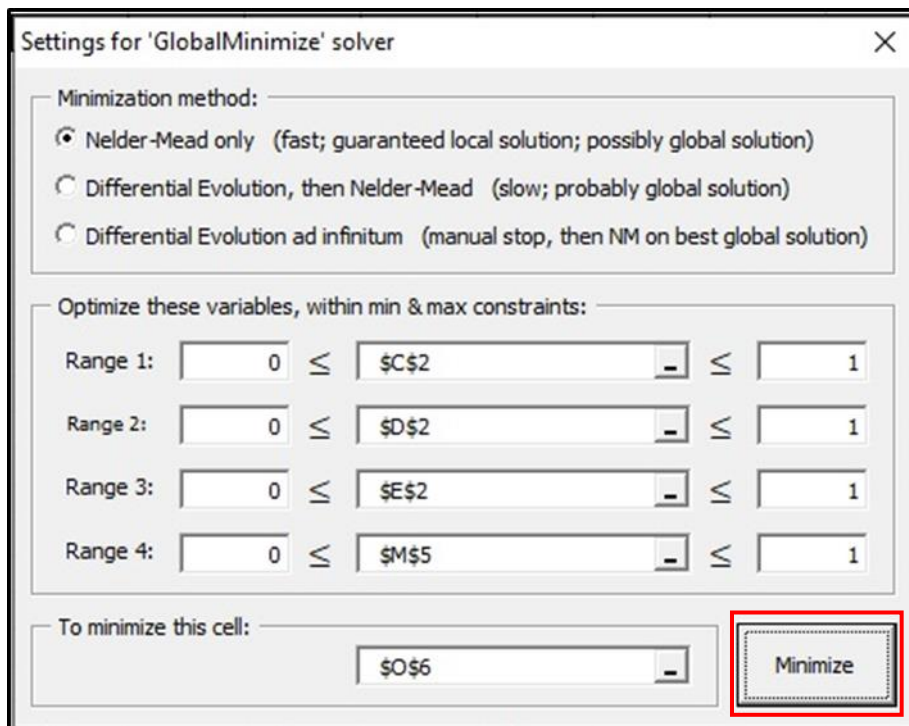 Settings for 'GlobalMinimize' solver
Minimization method:
Nelder-Mead only (fast; guaranteed local solution; possibly global solution)
Differential Evolution, then Nelder-Mead (slow; probably global solution)
Differential Evolution ad infinitum (manual stop, then NM on best global solution)
Optimize these variables, within min & max constraints:
Range 1: 0 ≤ $C$2 ≤ 1
Range 2: 0 ≤ $D$2 ≤ 1
Range 3: 0 ≤ $E$2 ≤ 1
Range 4: 0 ≤ $M$5 ≤ 1
To minimize this cell:
$O$6 Minimize